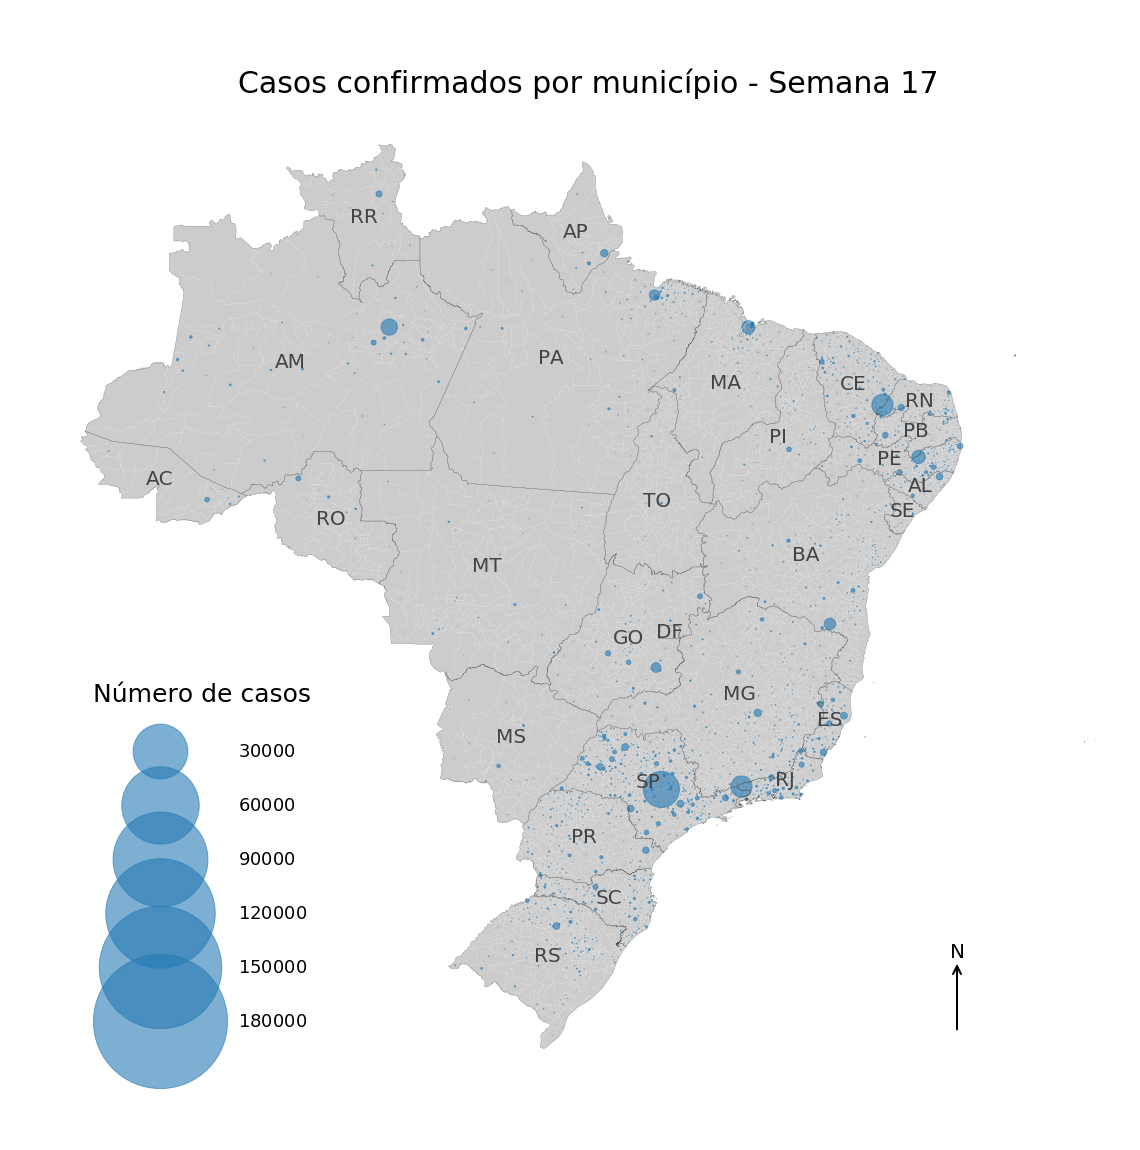 Casos confirmados por município - Semana 17
RR
AP
AM
PA
MA
CE
RN
PB
PI
PE
AC
AL
TO
SE
RO
BA
MT
GO
DF
MG
Número de casos
ES
MS
30000
SP
RJ
60000
PR
90000
SC
120000
RS
N
150000
180000